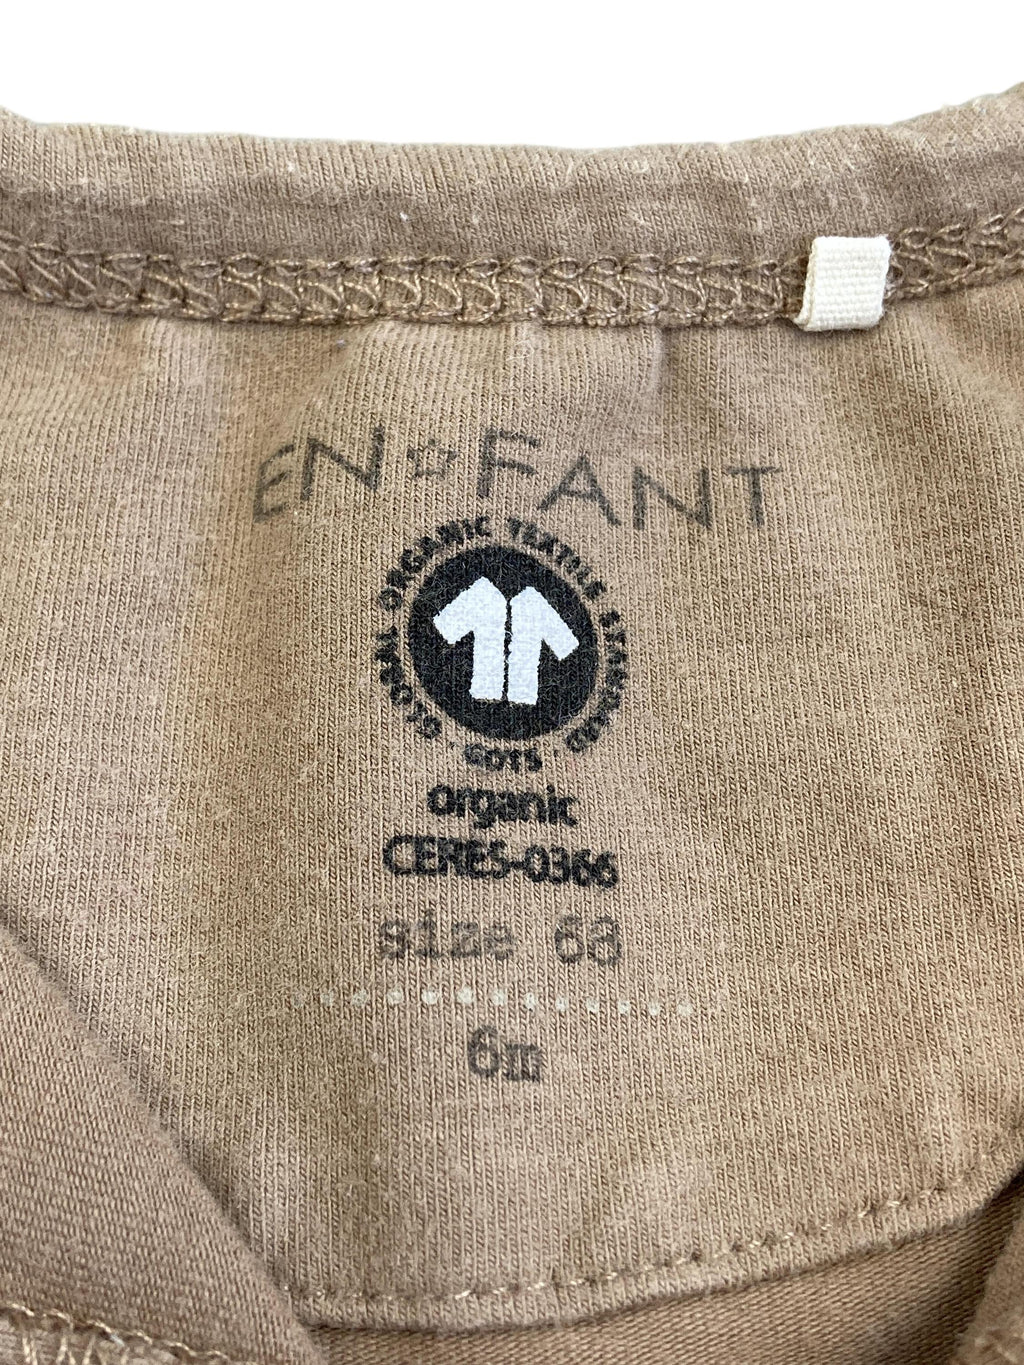 EN☆FANT
GLOBAL ORGANIC TEXTILE STANDARD · GOTS ·
organic
CERES-0366
size 68
6m